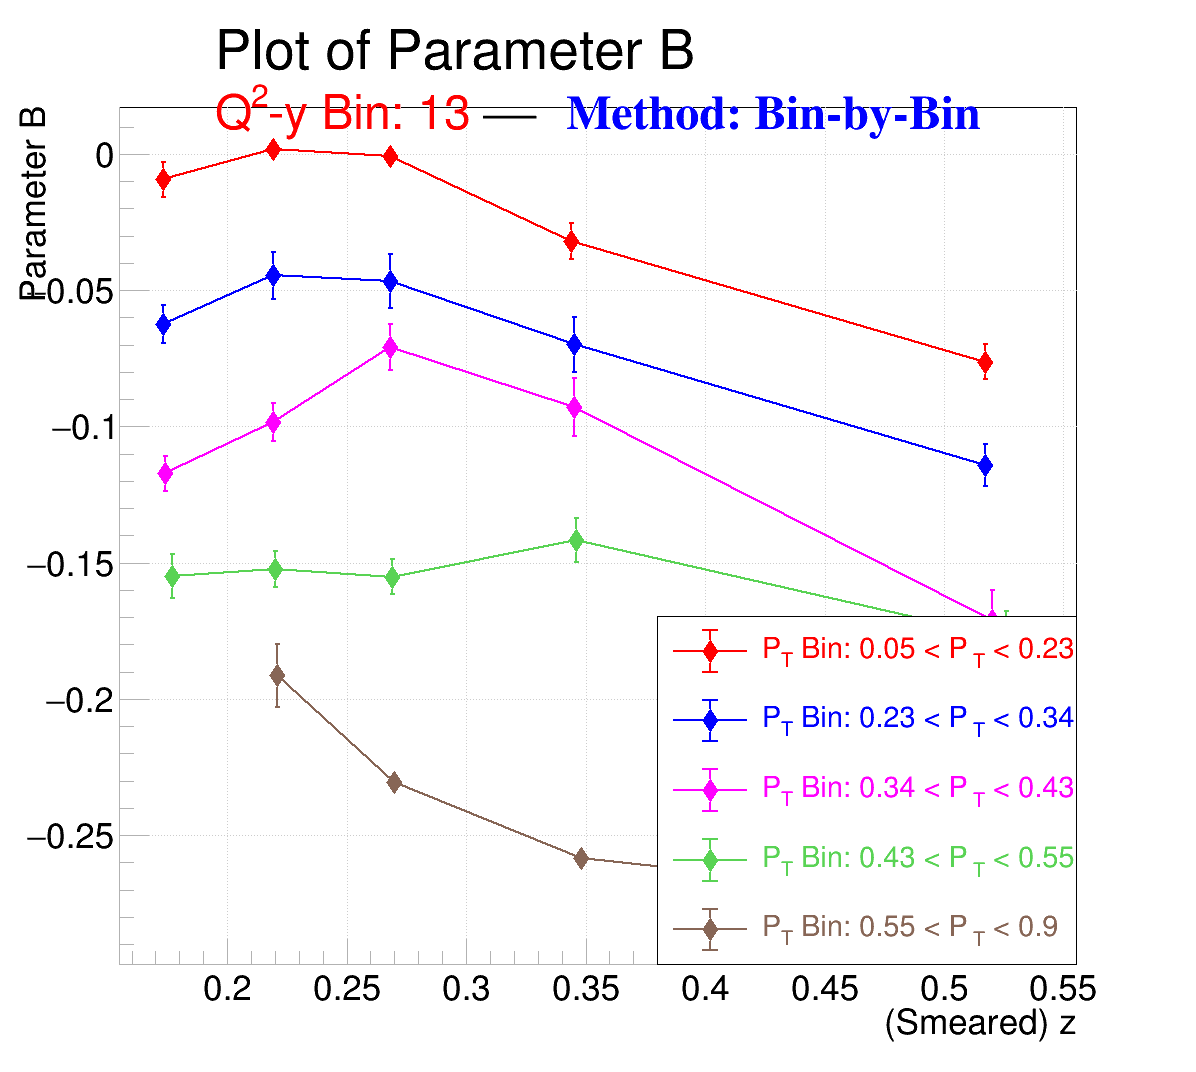 Plot of Parameter B
Q2-y Bin: 13 — Method: Bin-by-Bin
Parameter B
0
−0.05
−0.1
−0.15
−0.2
−0.25
PT Bin: 0.05 < PT < 0.23
PT Bin: 0.23 < PT < 0.34
PT Bin: 0.34 < PT < 0.43
PT Bin: 0.43 < PT < 0.55
PT Bin: 0.55 < PT < 0.9
0.2 0.25 0.3 0.35 0.4 0.45 0.5 0.55
(Smeared) z